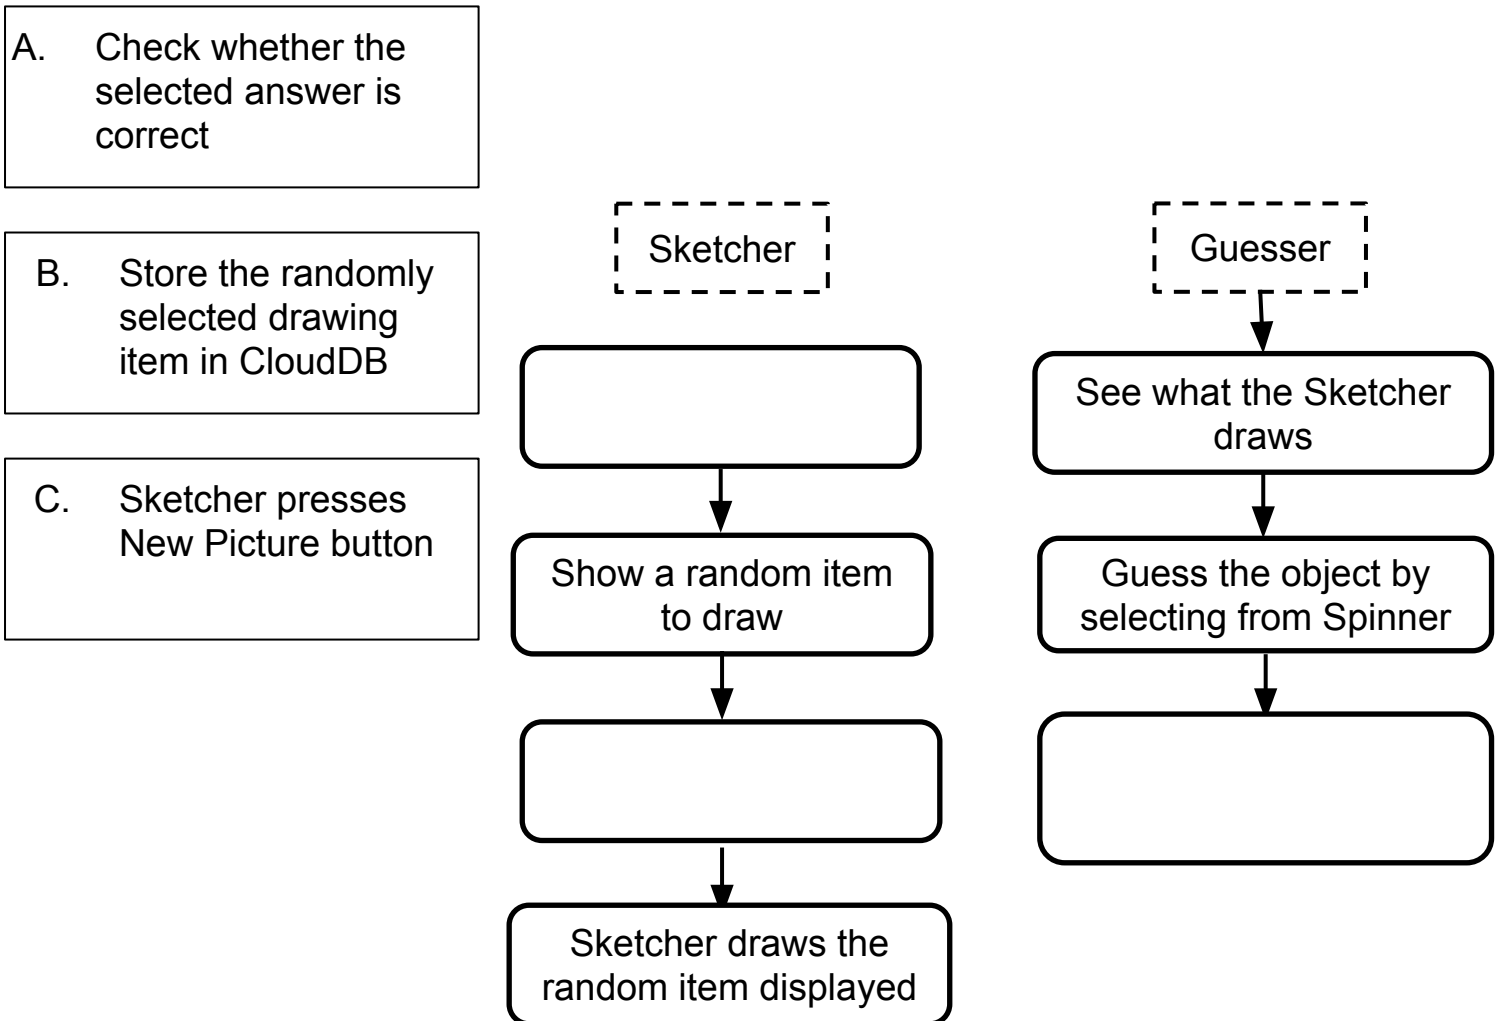 A. Check whether the
selected answer is
correct
B. Store the randomly
selected drawing
item in CloudDB
C. Sketcher presses
New Picture button
Sketcher
Show a random item
to draw
Sketcher draws the
random item displayed
Guesser
See what the Sketcher
draws
Guess the object by
selecting from Spinner